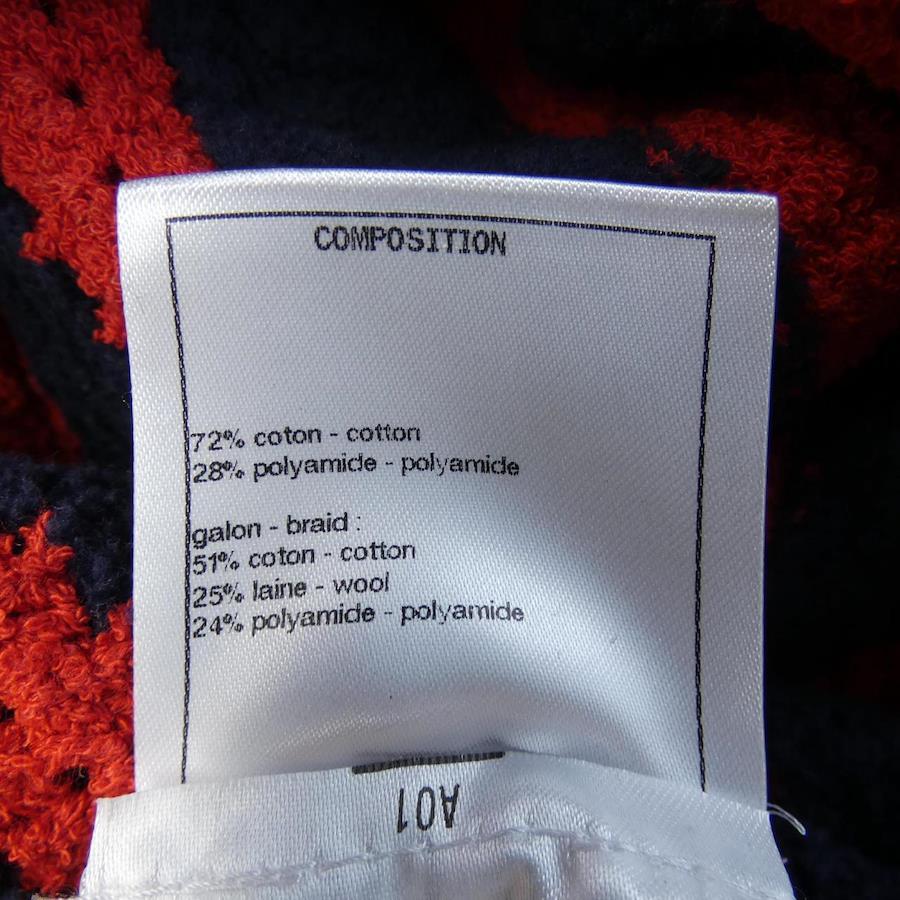 COMPOSITION
72% coton - cotton
28% polyamide - polyamide
galon - braid :
51% coton - cotton
25% laine - wool
24% polyamide - polyamide
A01